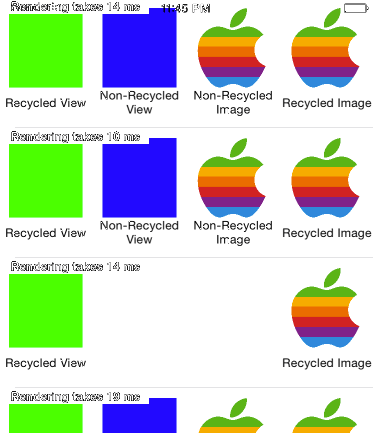 Rendering takes 14 ms
11:45 PM
Recycled View
Non-Recycled View
Non-Recycled Image
Recycled Image
Rendering takes 10 ms
Recycled View
Non-Recycled View
Non-Recycled Image
Recycled Image
Rendering takes 14 ms
Recycled View
Recycled Image
Rendering takes 19 ms